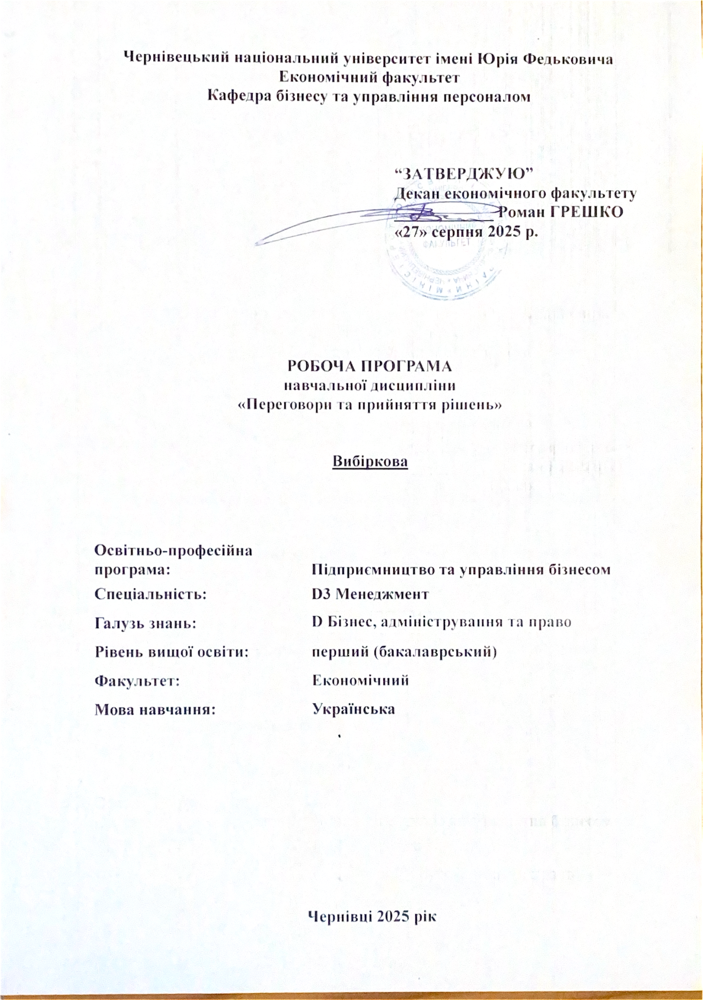 Чернівецький національний університет імені Юрія Федьковича
Економічний факультет
Кафедра бізнесу та управління персоналом
“ЗАТВЕРДЖУЮ”
Декан економічного факультету
Роман ГРЕШКО
«27» серпня 2025 р.
ФАКУЛЬТЕТ
РОБОЧА ПРОГРАМА
навчальної дисципліни
«Переговори та прийняття рішень»
Вибіркова
Освітньо-професійна
програма: Підприємництво та управління бізнесом
Спеціальність: D3 Менеджмент
Галузь знань: D Бізнес, адміністрування та право
Рівень вищої освіти: перший (бакалаврський)
Факультет: Економічний
Мова навчання: Українська
Чернівці 2025 рік